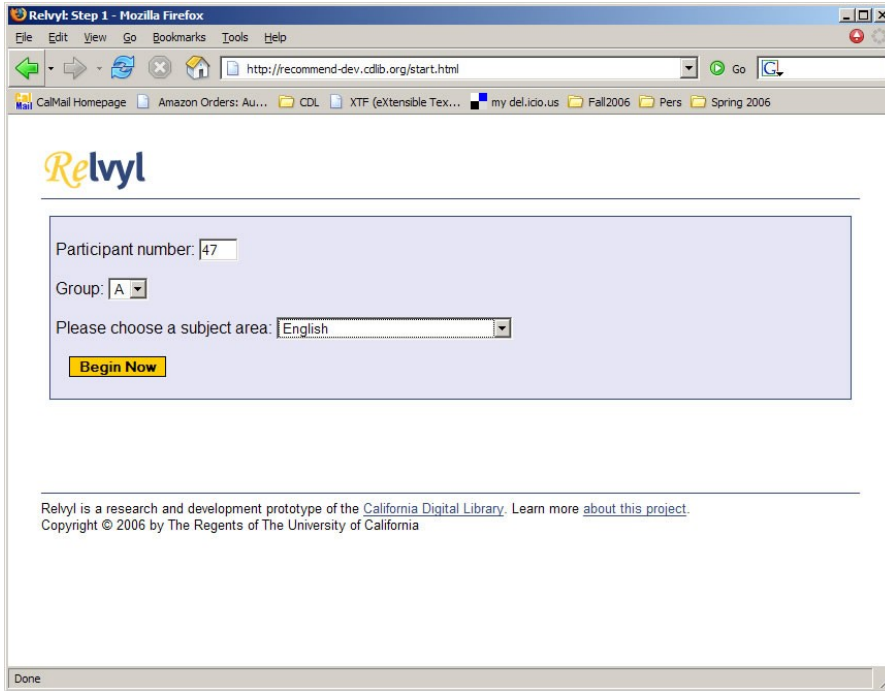 Relvyl: Step 1 - Mozilla Firefox
File Edit View Go Bookmarks Tools Help
http://recommend-dev.cdlib.org/start.html Go G
CalMail Homepage Amazon Orders: Au... CDL XTF (eXtensible Tex... my del.icio.us Fall2006 Pers Spring 2006
Relvyl
Participant number: 47
Group: A
Please choose a subject area: English
Begin Now
Relvyl is a research and development prototype of the California Digital Library. Learn more about this project.
Copyright © 2006 by The Regents of The University of California
Done